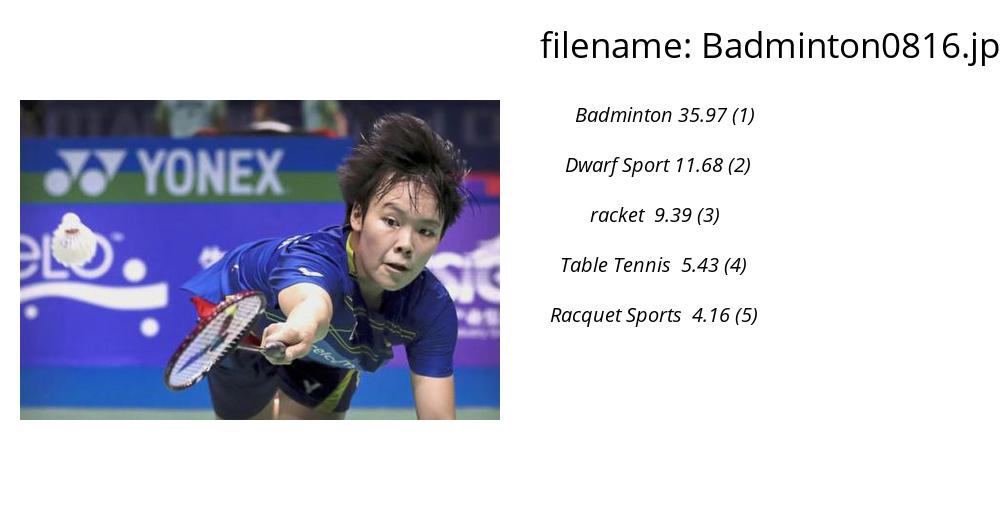 filename: Badminton0816.jp
Badminton 35.97 (1)
Dwarf Sport 11.68 (2)
racket 9.39 (3)
Table Tennis 5.43 (4)
Racquet Sports 4.16 (5)
YONEX
eLO™